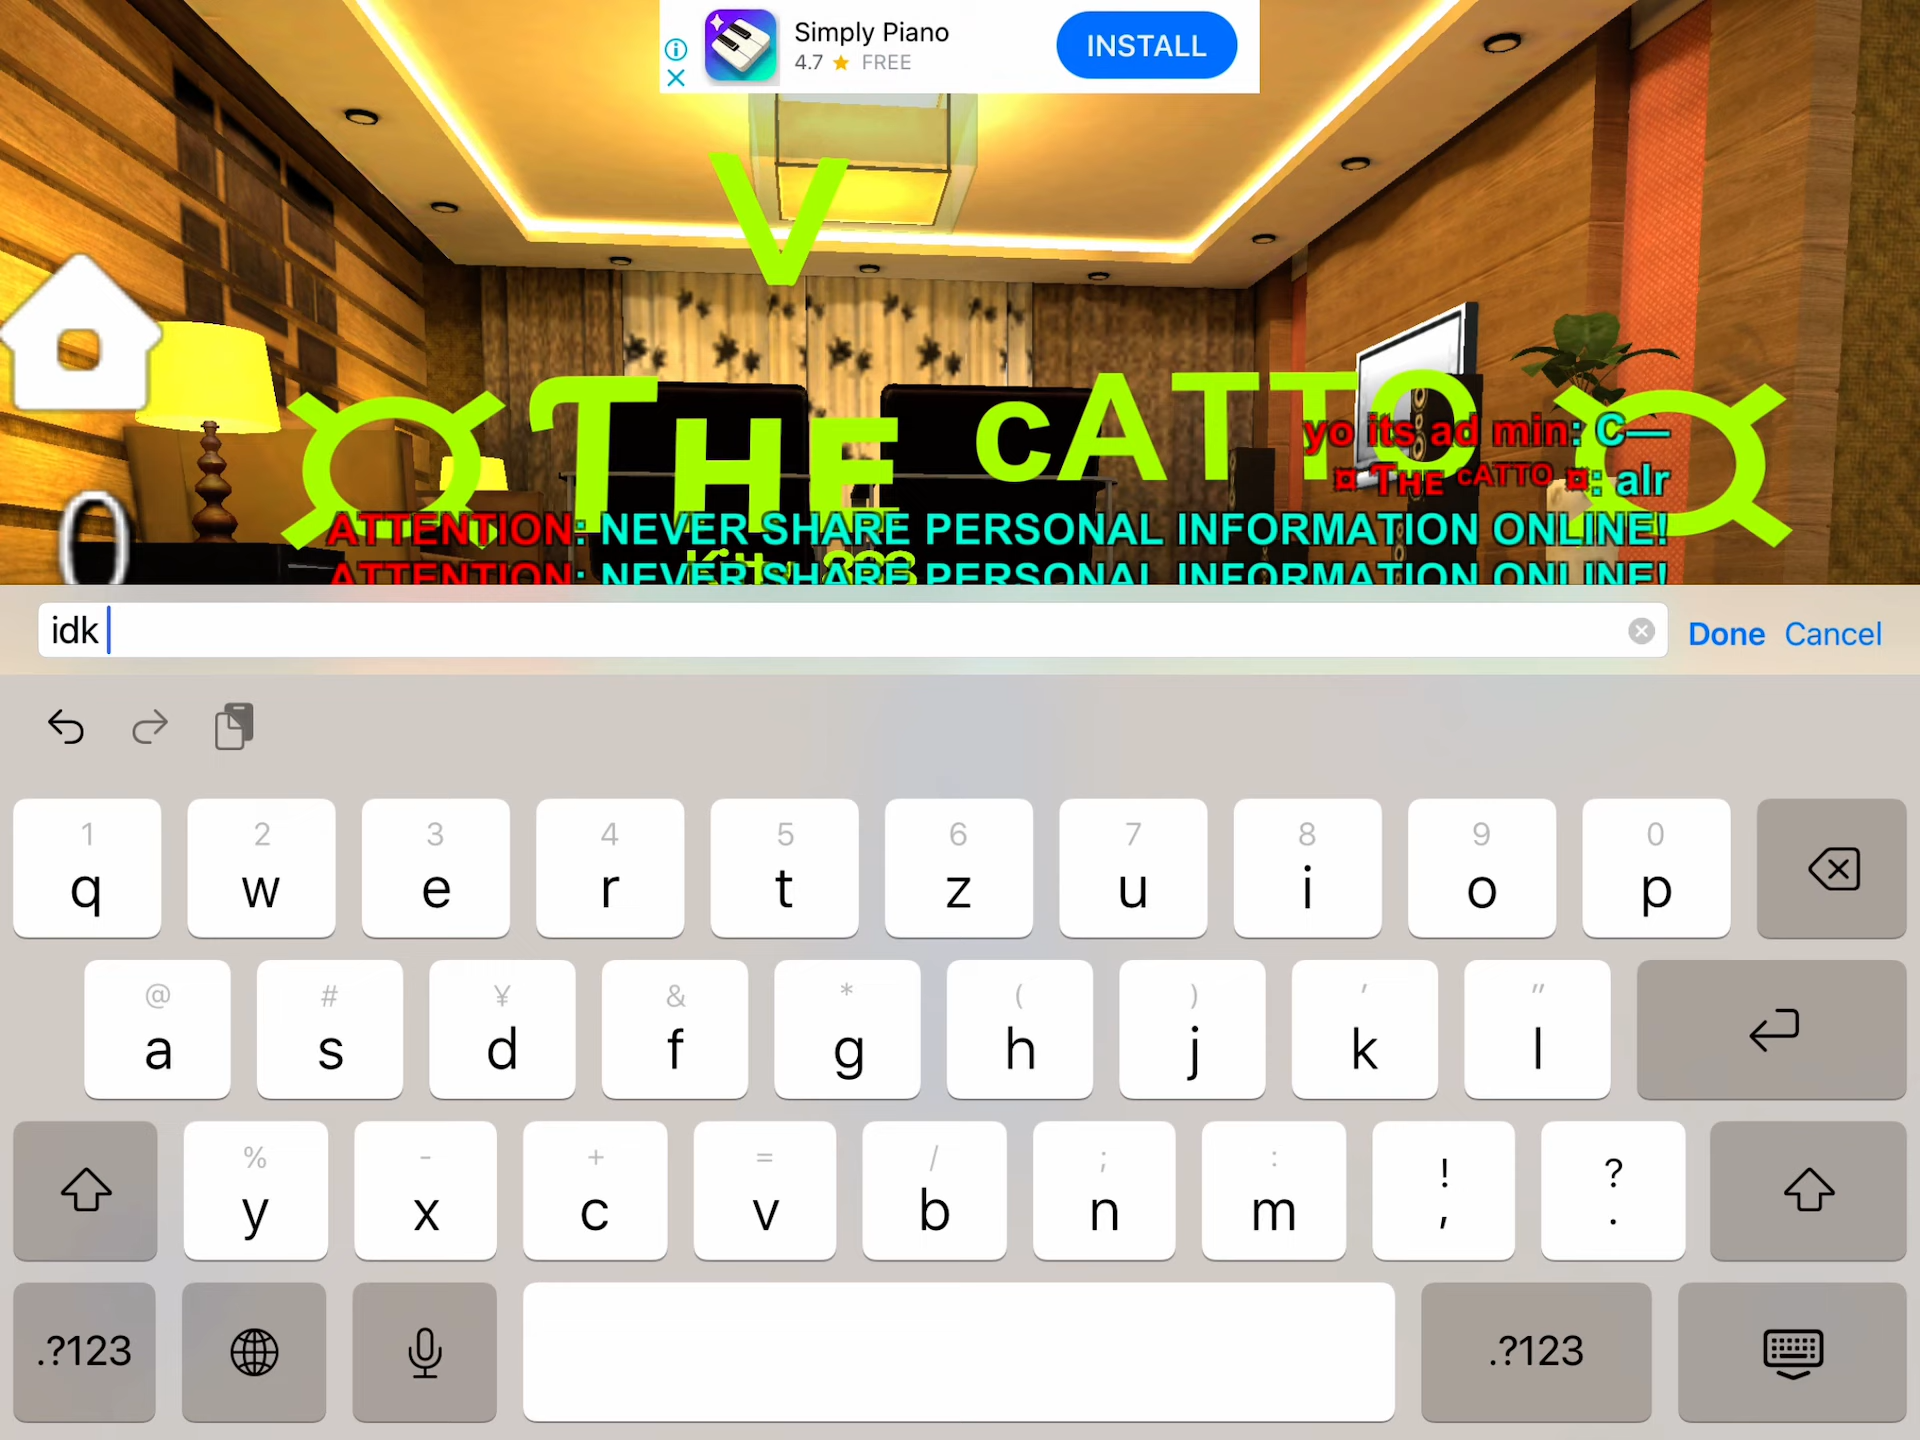 Simply Piano
4.7 ★ FREE
INSTALL
V
¤ The cATTO ¤
yo its ad min: C—
¤ The cATTO ¤: alr
ATTENTION: NEVER SHARE PERSONAL INFORMATION ONLINE!
ATTENTION: NEVER SHARE PERSONAL INFORMATION ONLINE!
0
idk
Done Cancel
1 2 3 4 5 6 7 8 9 0
q w e r t z u i o p
@ # ¥ & * ( ) ' "
a s d f g h j k l
% - + = / ; : ! ?
y x c v b n m , .
.?123 .?123